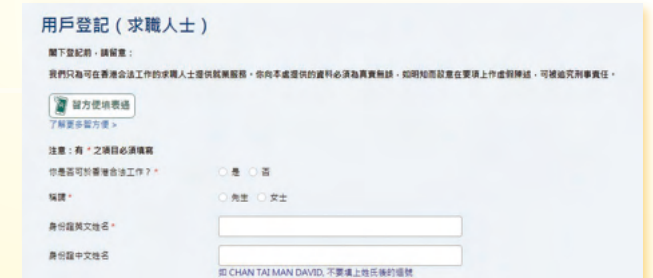 用戶登記（求職人士）
閣下登記前，請留意：
我們只為可在香港合法工作的求職人士提供就業服務。你向本處提供的資料必須為真實無誤，如明知而故意在要項上作虛假陳述，可被追究刑事責任。
智方便填表通
了解更多智方便 >
注意：有 * 之項目必須填寫
你是否可於香港合法工作？* 是 否
稱謂 * 先生 女士
身份證英文姓名 *
身份證中文姓名
如 CHAN TAI MAN DAVID, 不要填上姓氏後的逗號